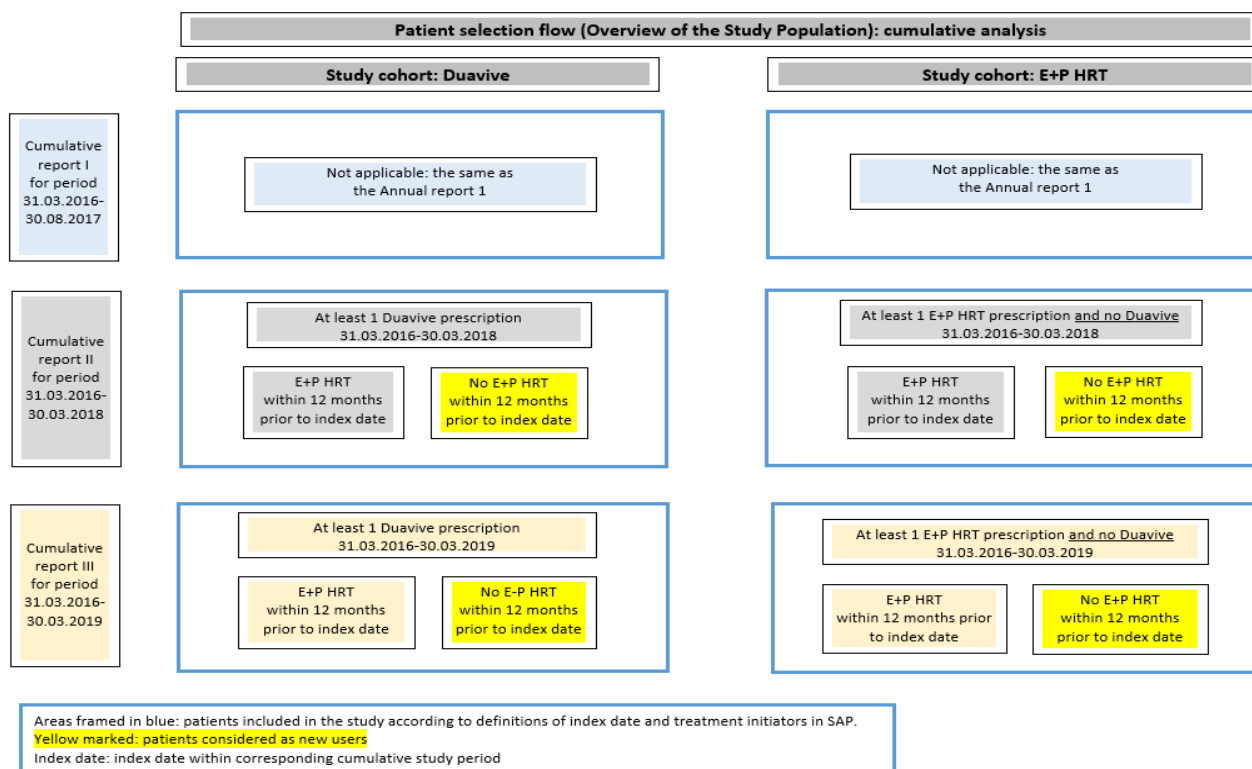 Patient selection flow (Overview of the Study Population): cumulative analysis
Study cohort: Duavive
Study cohort: E+P HRT
Cumulative
report I
for period
31.03.2016-
30.08.2017
Not applicable: the same as
the Annual report 1
Not applicable: the same as
the Annual report 1
Cumulative
report II
for period
31.03.2016-
30.03.2018
At least 1 Duavive prescription
31.03.2016-30.03.2018
E+P HRT
within 12 months
prior to index date
No E+P HRT
within 12 months
prior to index date
At least 1 E+P HRT prescription and no Duavive
31.03.2016-30.03.2018
E+P HRT
within 12 months
prior to index date
No E+P HRT
within 12 months
prior to index date
Cumulative
report III
for period
31.03.2016-
30.03.2019
At least 1 Duavive prescription
31.03.2016-30.03.2019
E+P HRT
within 12 months
prior to index date
No E-P HRT
within 12 months
prior to index date
At least 1 E+P HRT prescription and no Duavive
31.03.2016-30.03.2019
E+P HRT
within 12 months prior
to index date
No E+P HRT
within 12 months
prior to index date
Areas framed in blue: patients included in the study according to definitions of index date and treatment initiators in SAP.
Yellow marked: patients considered as new users
Index date: index date within corresponding cumulative study period